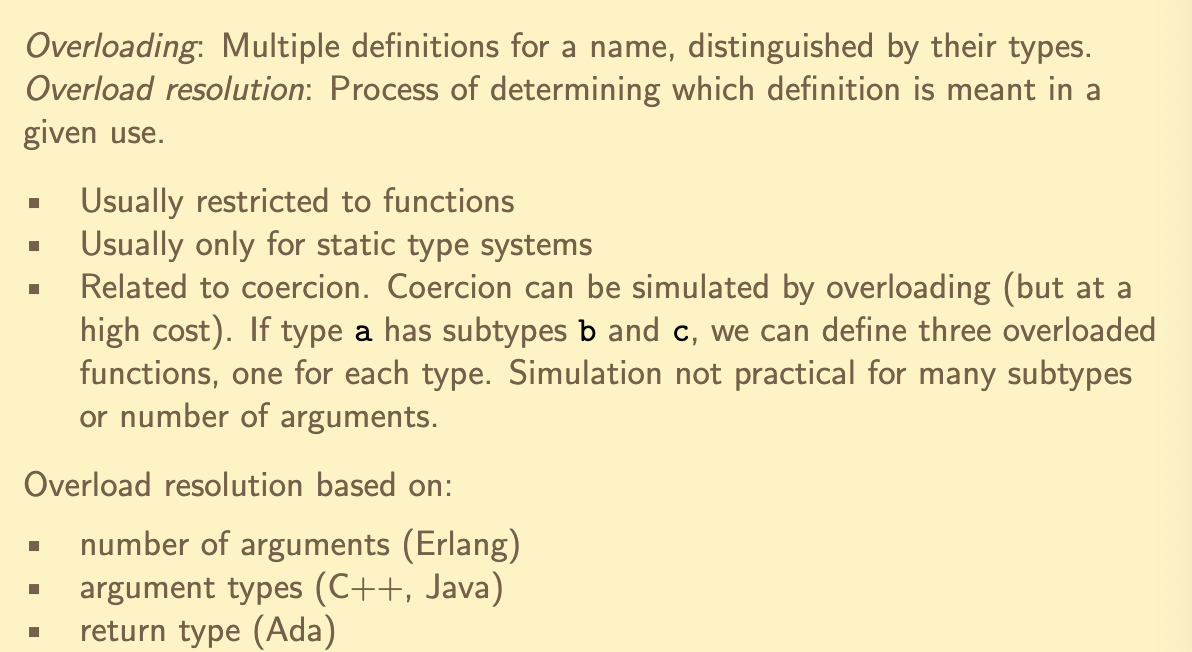 Overloading: Multiple definitions for a name, distinguished by their types.
Overload resolution: Process of determining which definition is meant in a
given use.
▪ Usually restricted to functions
▪ Usually only for static type systems
▪ Related to coercion. Coercion can be simulated by overloading (but at a
high cost). If type a has subtypes b and c, we can define three overloaded
functions, one for each type. Simulation not practical for many subtypes
or number of arguments.
Overload resolution based on:
▪ number of arguments (Erlang)
▪ argument types (C++, Java)
▪ return type (Ada)